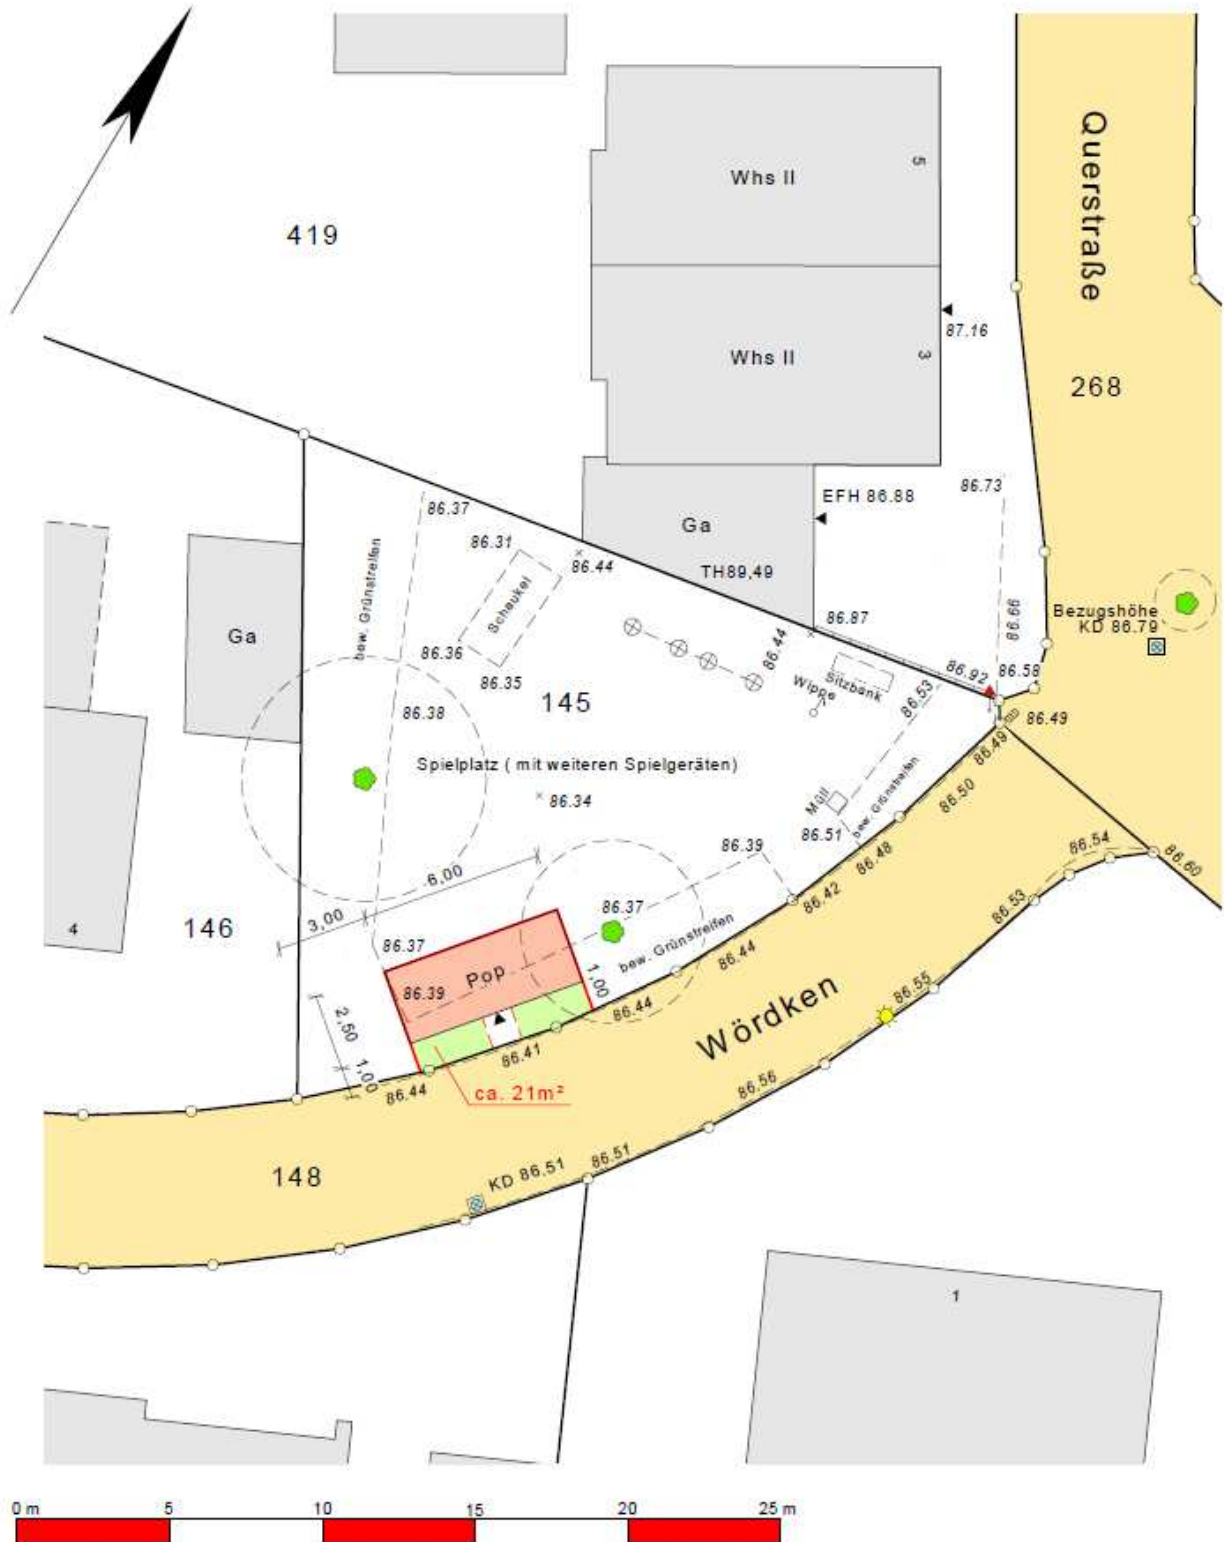 Querstraße
Whs II
5
419
87.16
Whs II
3
268
86.73
EFH 86.88
86.37
86.31
86.44
Ga
TH89,49
bew. Grünstreifen
Schaukel
86.87
86.66
Bezugshöhe
KD 86.79
Ga
86.36
86.35
86.44
86.92
86.58
Wippe
Sitzbank
86.53
145
86.38
86.49
86.49
Spielplatz ( mit weiteren Spielgeräten)
86.34
Müll
bew. Grünstreifen
86.50
86.51
86.48
86.39
86.54
86.60
6,00
86.42
86.53
3,00
86.37
146
4
86.37
bew. Grünstreifen
86.44
Pop
86.39
1,00
86.44
86.55
Wördken
2,50
1,00
86.41
86.44
ca. 21m²
86.56
148
KD 86,51
86.51
1
0 m
5
10
15
20
25 m